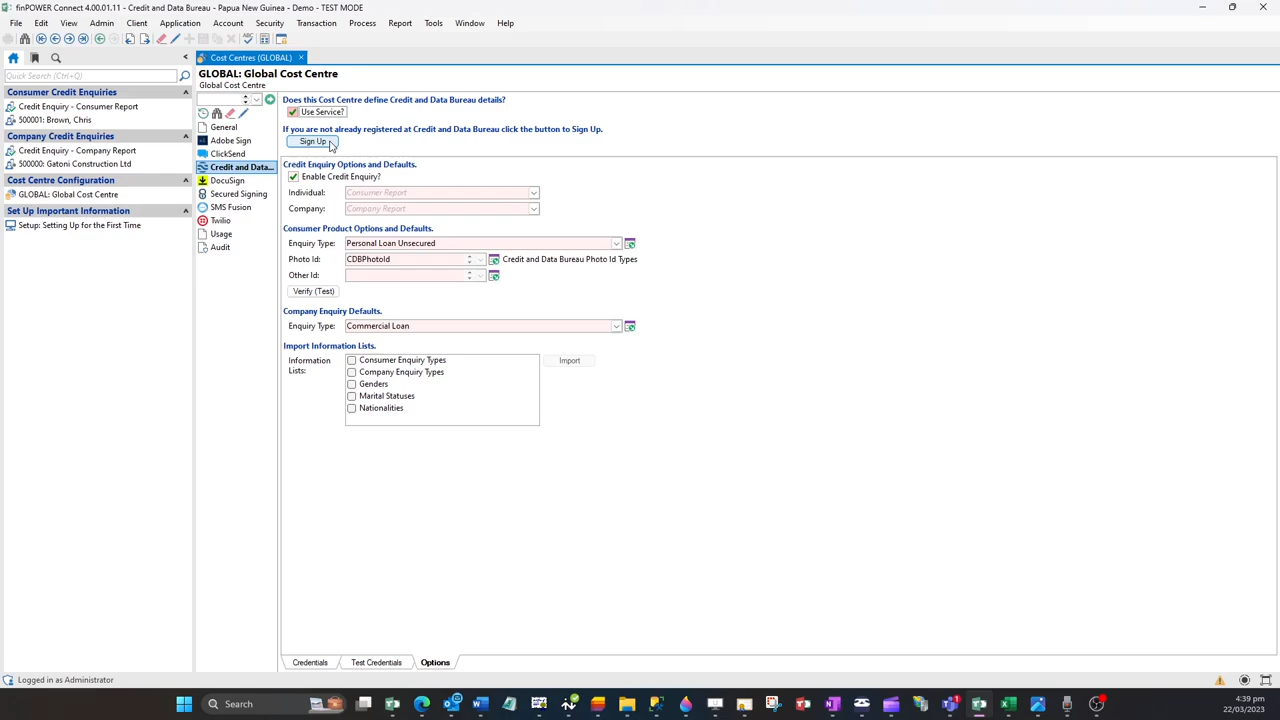 finPOWER Connect 4.00.01.11 - Credit and Data Bureau - Papua New Guinea - Demo - TEST MODE
File Edit View Admin Client Application Account Security Transaction Process Report Tools Window Help
Cost Centres (GLOBAL)
Quick Search (Ctrl+Q)
Consumer Credit Enquiries
Credit Enquiry - Consumer Report
500001: Brown, Chris
Company Credit Enquiries
Credit Enquiry - Company Report
500000: Gatoni Construction Ltd
Cost Centre Configuration
GLOBAL: Global Cost Centre
Set Up Important Information
Setup: Setting Up for the First Time
GLOBAL: Global Cost Centre
Global Cost Centre
General
Adobe Sign
ClickSend
Credit and Data...
DocuSign
Secured Signing
SMS Fusion
Twilio
Usage
Audit
Does this Cost Centre define Credit and Data Bureau details?
Use Service?
If you are not already registered at Credit and Data Bureau click the button to Sign Up.
Sign Up
Credit Enquiry Options and Defaults.
Enable Credit Enquiry?
Individual: Consumer Report
Company: Company Report
Consumer Product Options and Defaults.
Enquiry Type: Personal Loan Unsecured
Photo Id: CDBPhotoId Credit and Data Bureau Photo Id Types
Other Id:
Verify (Test)
Company Enquiry Defaults.
Enquiry Type: Commercial Loan
Import Information Lists.
Information Lists:
Consumer Enquiry Types
Import
Company Enquiry Types
Genders
Marital Statuses
Nationalities
Credentials Test Credentials Options
Logged in as Administrator
Search
4:39 pm
22/03/2023